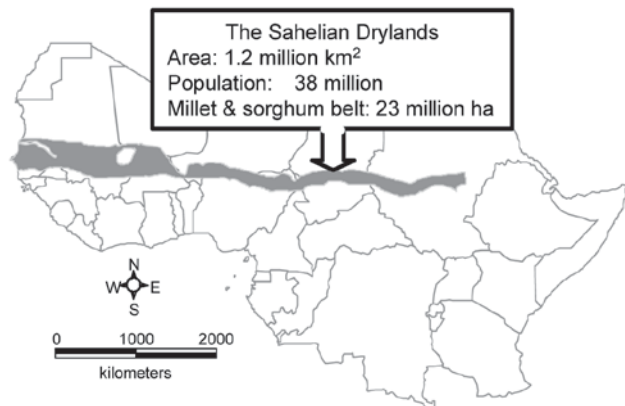 The Sahelian Drylands
Area: 1.2 million km²
Population: 38 million
Millet & sorghum belt: 23 million ha
N
W E
S
0 1000 2000
kilometers